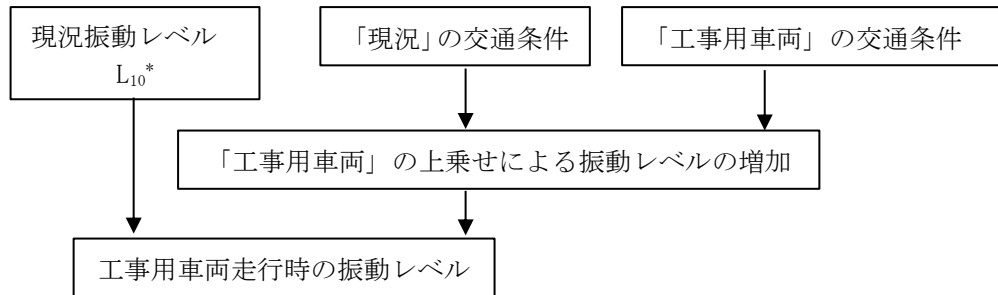 現況振動レベル
L₁₀*
「現況」の交通条件
「工事用車両」の交通条件
「工事用車両」の上乗せによる振動レベルの増加
工事用車両走行時の振動レベル